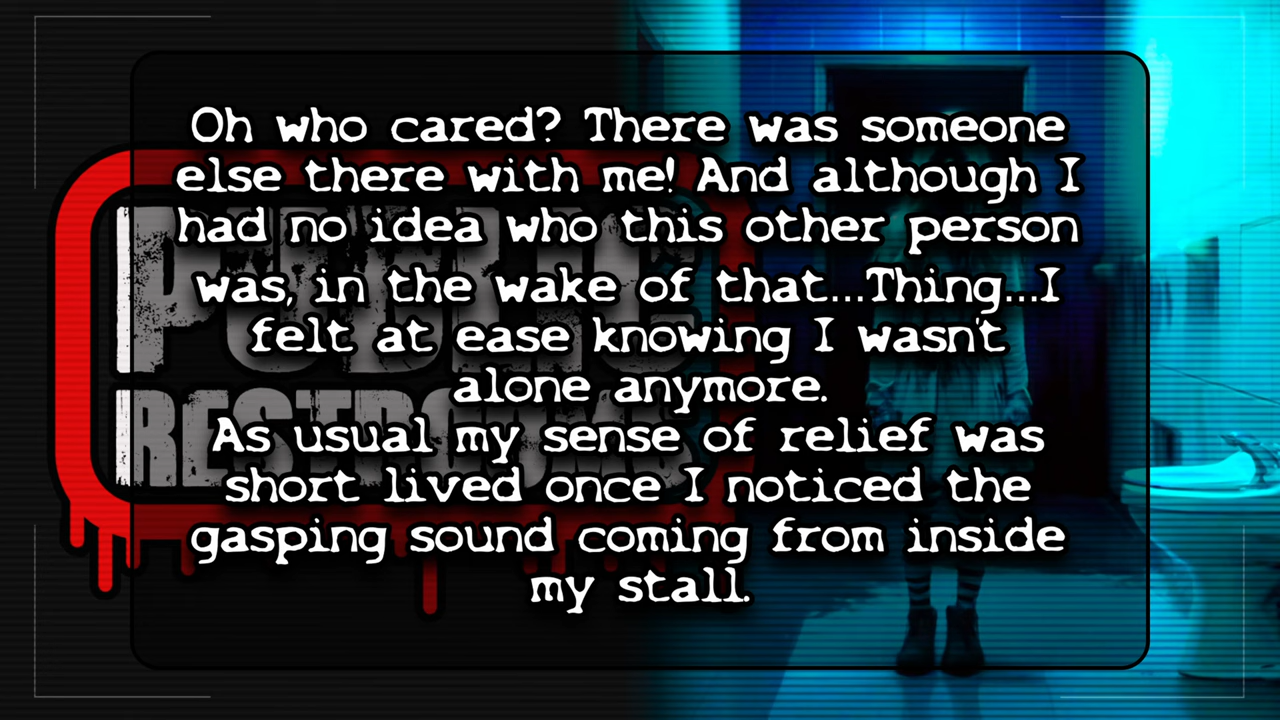 Oh who cared? There was someone
else there with me! And although I
had no idea who this other person
was, in the wake of that...Thing...I
felt at ease knowing I wasn't
alone anymore.
As usual my sense of relief was
short lived once I noticed the
gasping sound coming from inside
my stall.
PUBLIC
RESTROOMS